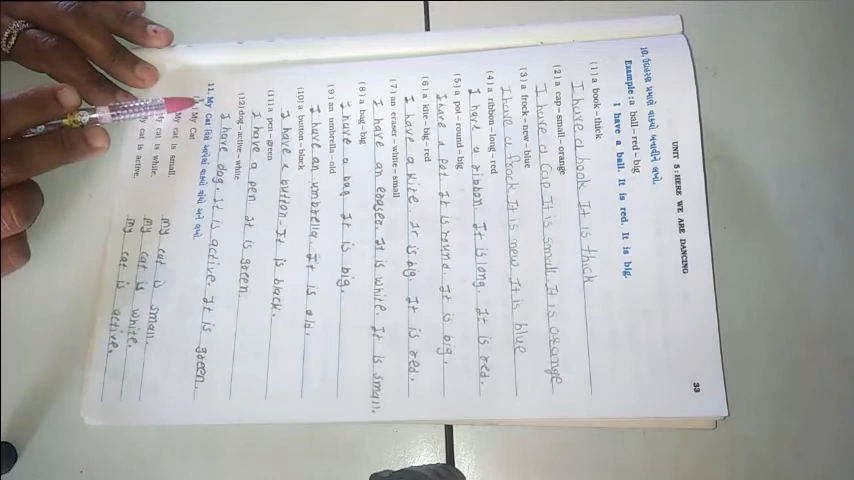 33
UNIT 5 : HERE WE ARE DANCING
10. ઉદાહરણ પ્રમાણે વાક્યો બનાવીને લખો.
Example : a ball – red – big
I have a ball. It is red. It is big.
(1) a book – thick
I have a book It is thick
(2) a cap – small – orange
I have a cap It is small. It is orange
(3) a frock – new – blue
I have a frock It is new It is blue
(4) a ribbon – long – red
I have a ribbon. It is long. It is red.
(5) a pot – round – big
I have a pot It is round. It is big.
(6) a kite – big – red
I have a kite. It is big. It is red.
(7) an eraser – white – small
I have an eraser. It is white. It is small.
(8) a bag – big
I have a bag It is big.
(9) an umbrella – old
I have an umbrella. It is old.
(10) a button – black
I have a button - It is black.
(11) a pen – green
I have a pen It is green
(12) dog – active – white
I have dog. It is active. It is green.
11. My Cat વિશે આપેલાં વાક્યો વાંચો અને લખો.
My Cat
My cat is small. my cat is small.
My cat is white. my cat is white.
My cat is active. my cat is active.